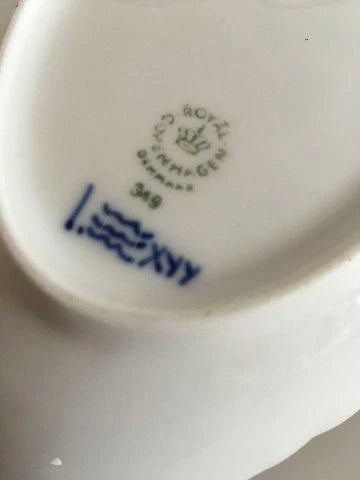 ROYAL COPENHAGEN
DENMARK
349
XYY